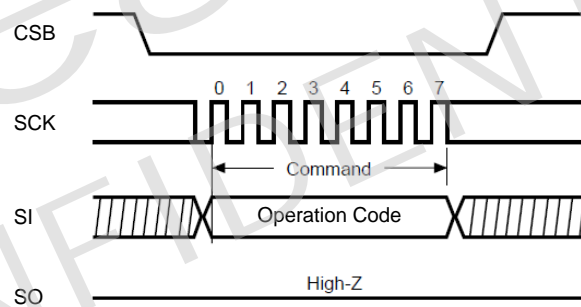 CSB
0 1 2 3 4 5 6 7
SCK
Command
SI
Operation Code
High-Z
SO